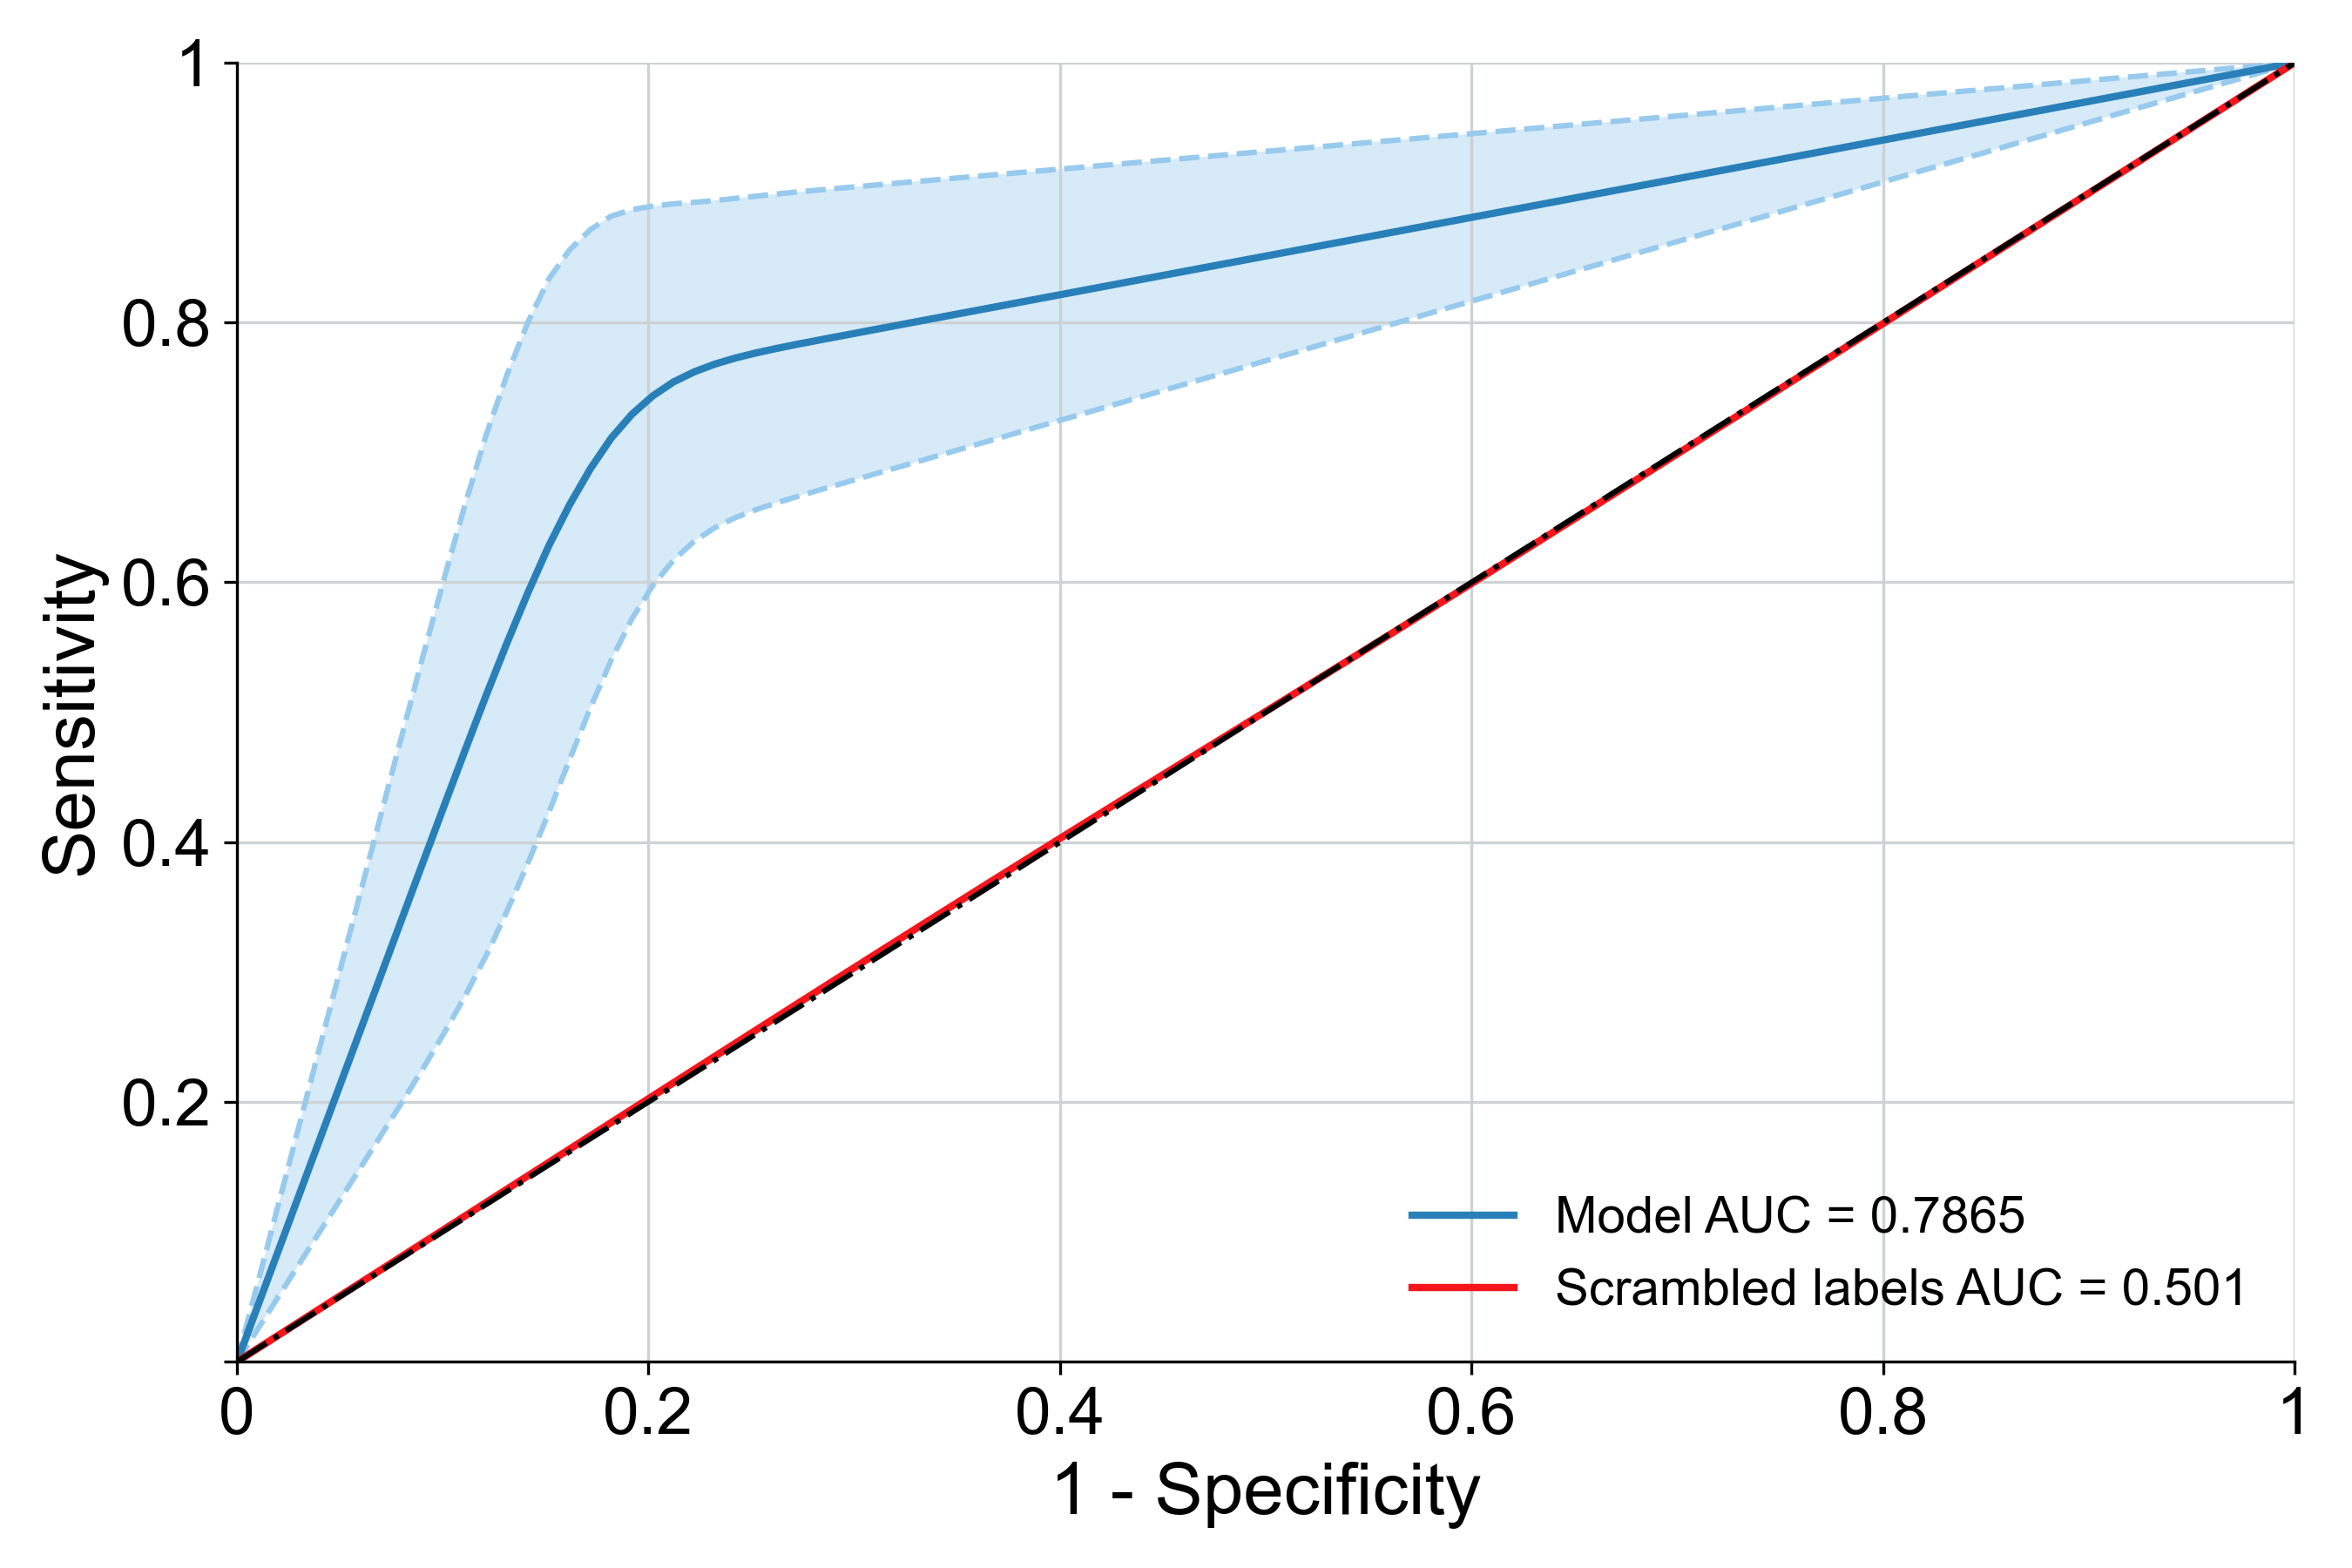 1
0.8
0.6
0.4
0.2
Sensitivity
Model AUC = 0.7865
Scrambled labels AUC = 0.501
0 0.2 0.4 0.6 0.8 1
1 - Specificity